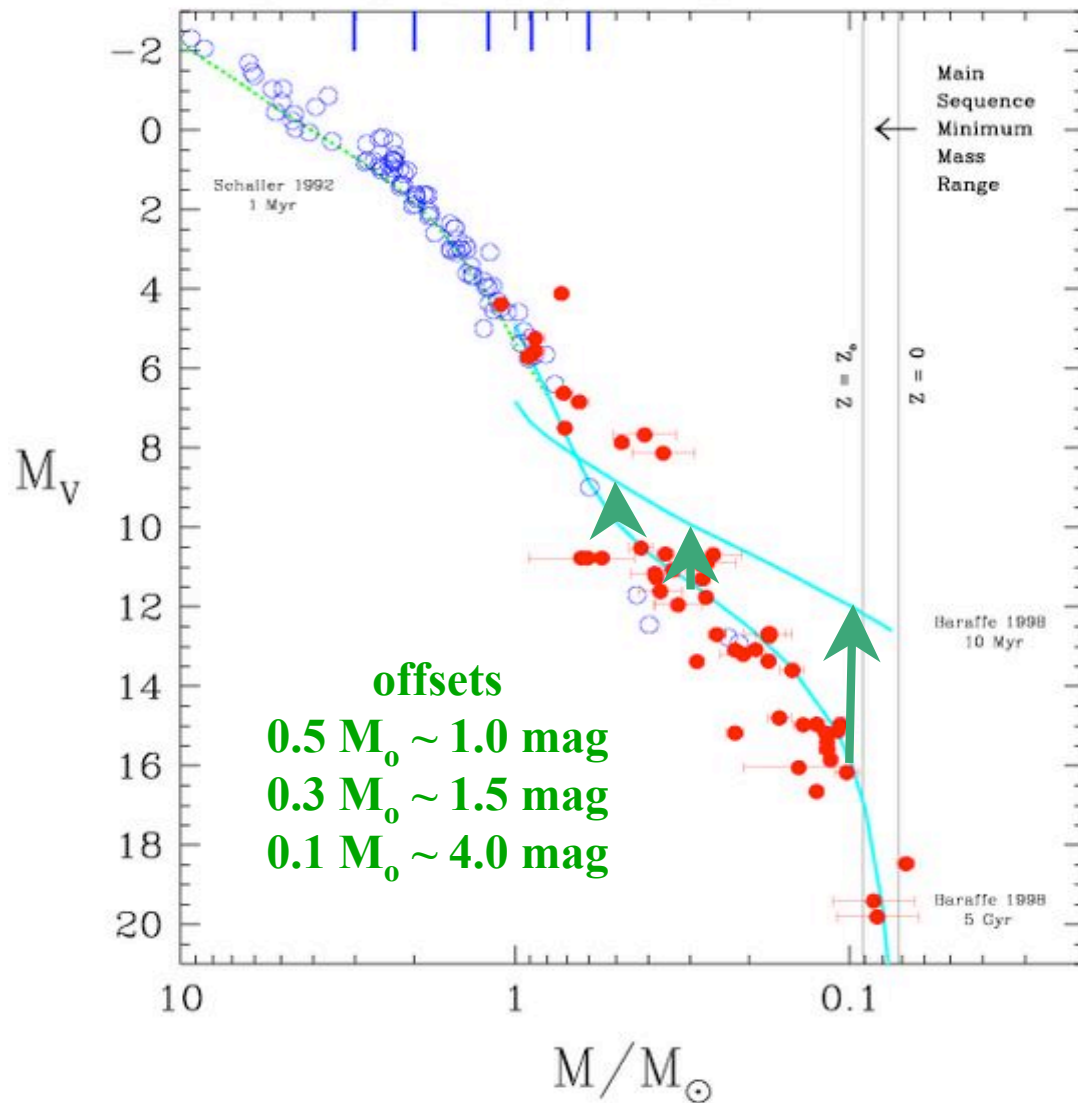 −2
0
2
4
6
8
10
12
14
16
18
20
M_V
Schaller 1992
1 Myr
Main
Sequence
Minimum
Mass
Range
Z = Z_o
Z = 0
Baraffe 1998
10 Myr
offsets
0.5 M_o ~ 1.0 mag
0.3 M_o ~ 1.5 mag
0.1 M_o ~ 4.0 mag
Baraffe 1998
5 Gyr
10
1
0.1
M/M_⊙